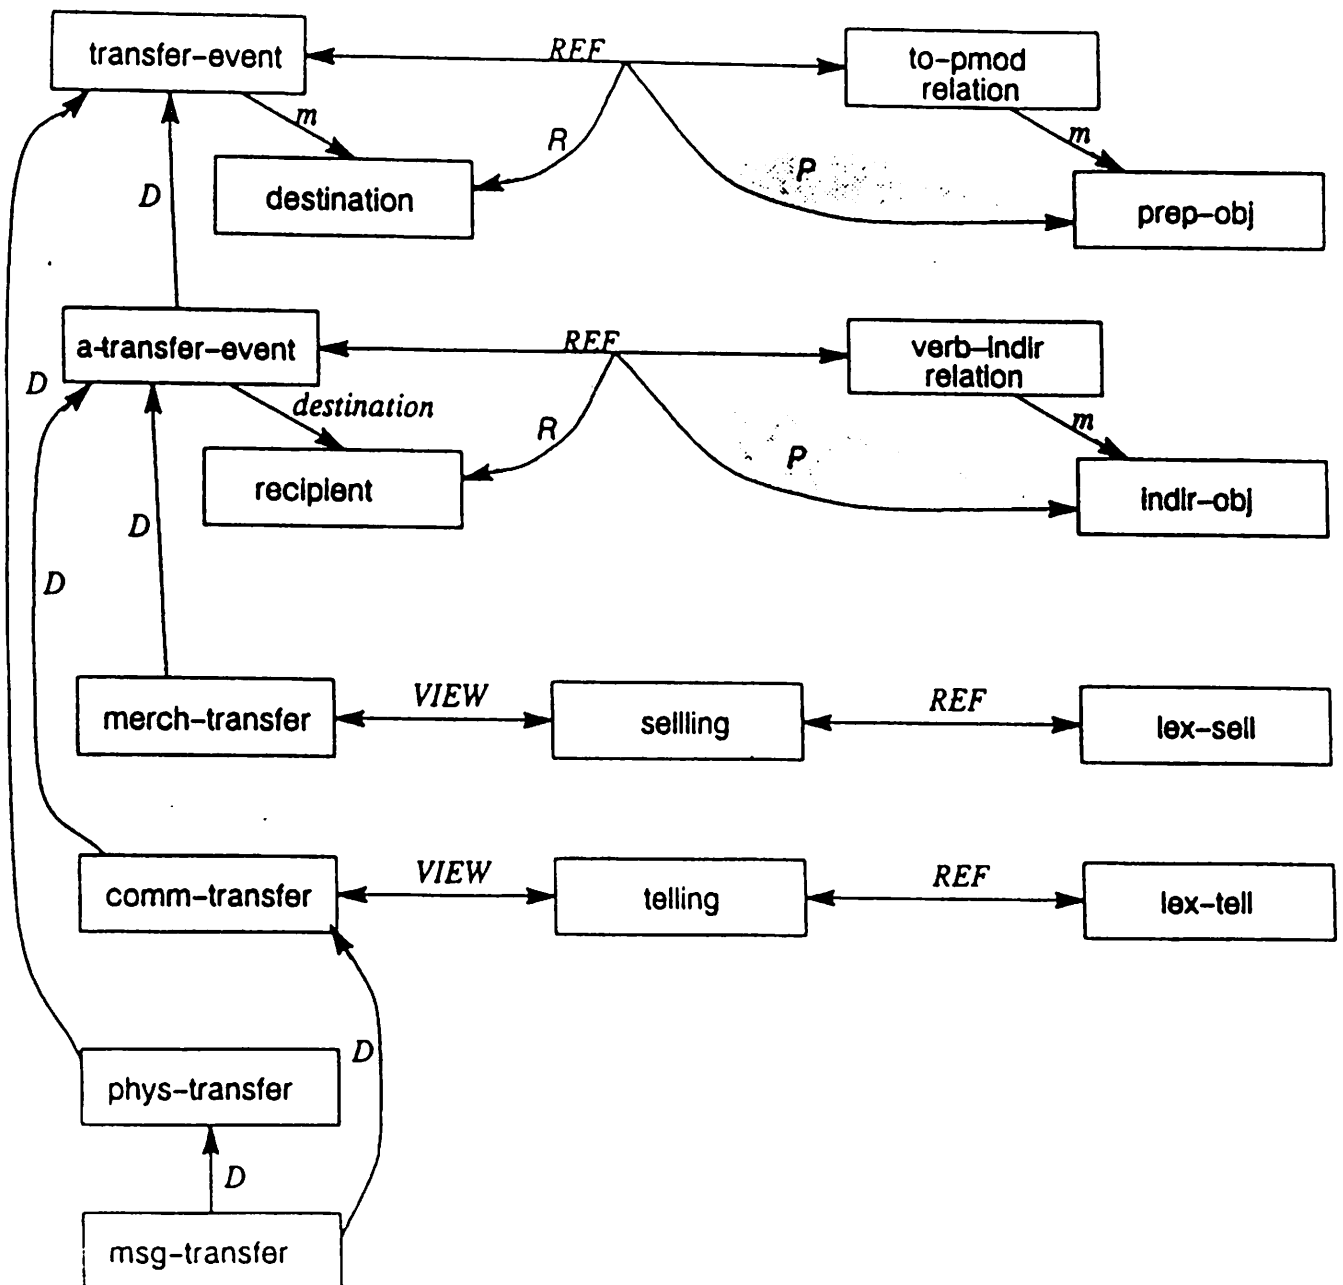 transfer-event
REF
to-pmod
relation
m
m
R
P
D
destination
prep-obj
a-transfer-event
REF
verb-indir
relation
D
destination
m
R
P
recipient
indir-obj
D
D
merch-transfer
VIEW
sellling
REF
lex-sell
comm-transfer
VIEW
telling
REF
lex-tell
D
phys-transfer
D
msg-transfer